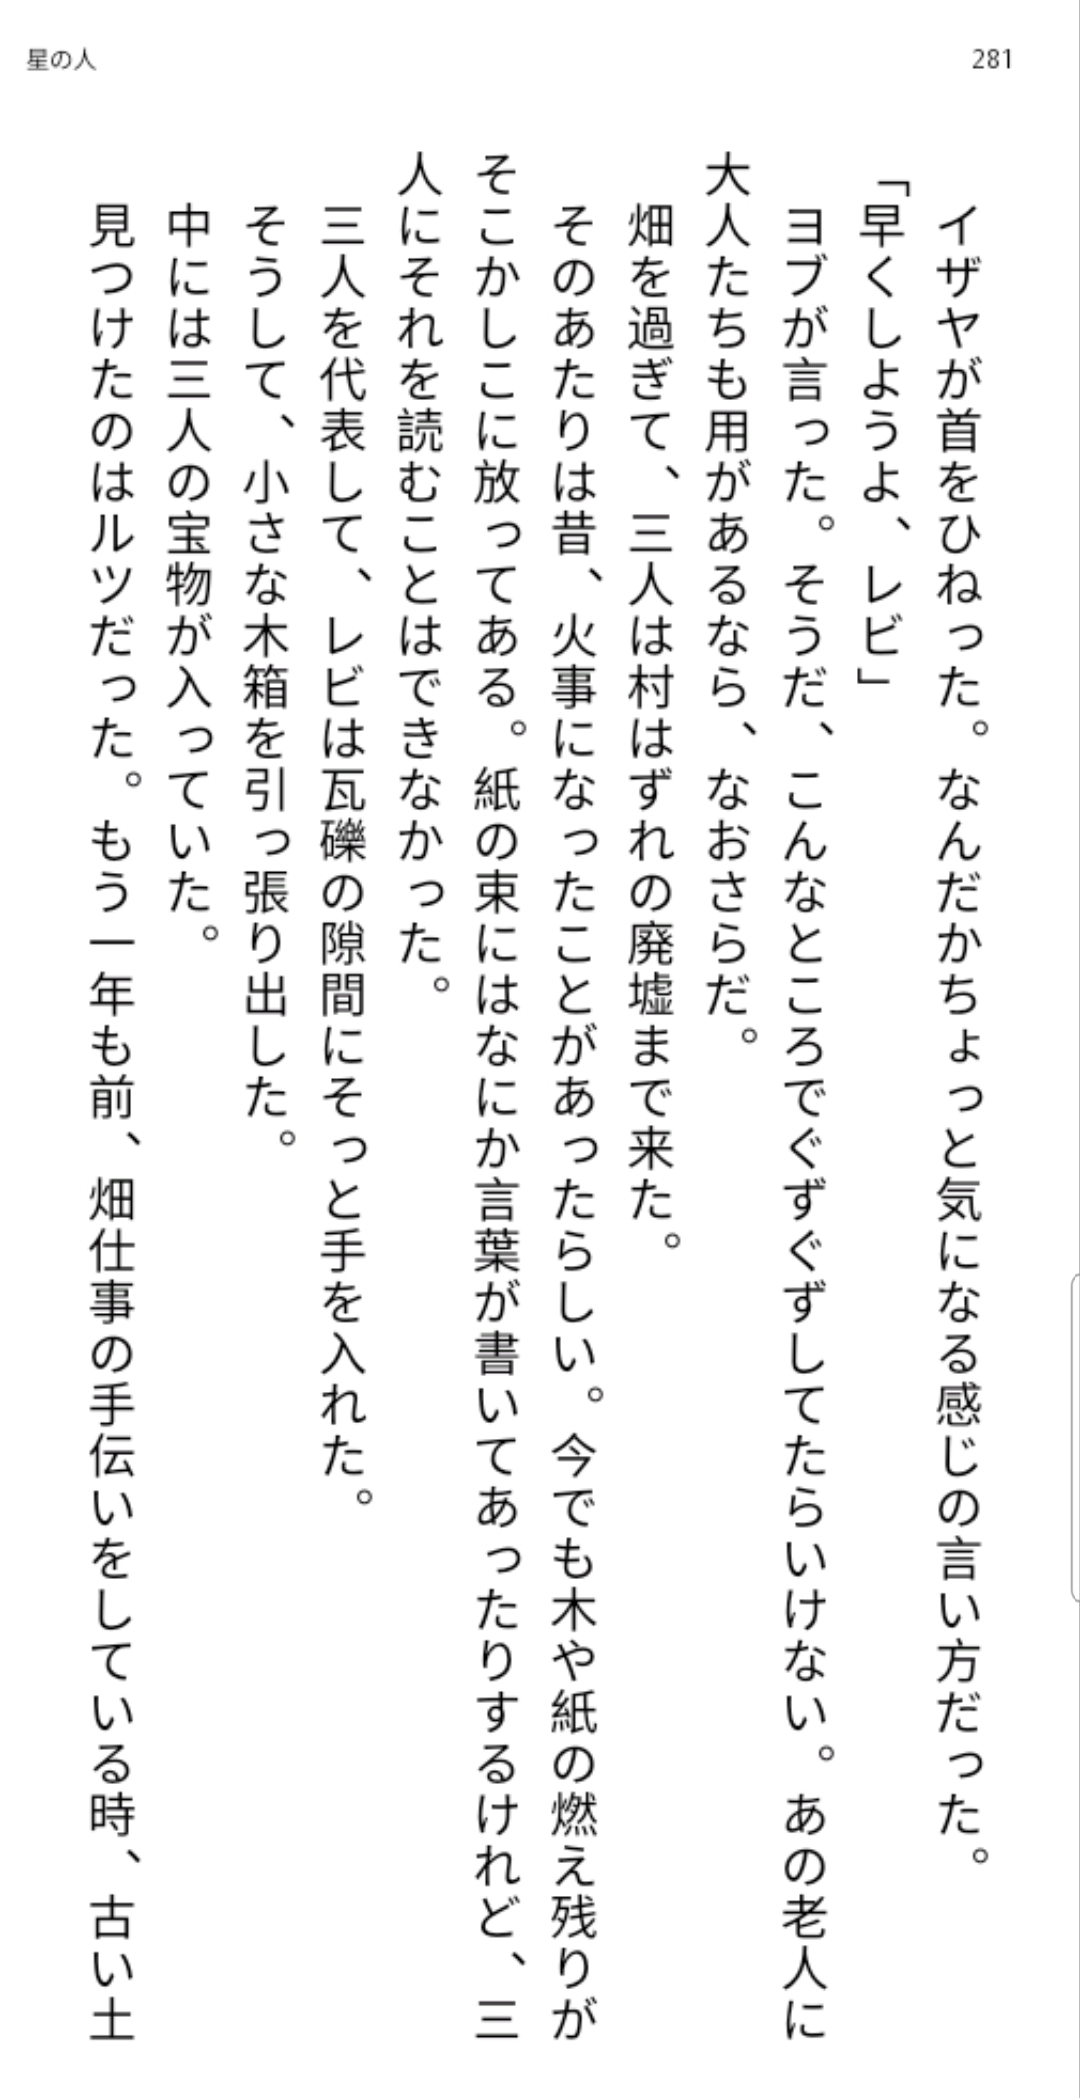 星の人
281
イザヤが首をひねった。なんだかちょっと気になる感じの言い方だった。
「早くしようよ、レビ」
ヨブが言った。そうだ、こんなところでぐずぐずしてたらいけない。あの老人に
大人たちも用があるなら、なおさらだ。
畑を過ぎて、三人は村はずれの廃墟まで来た。
そのあたりは昔、火事になったことがあったらしい。今でも木や紙の燃え残りが
そこかしこに放ってある。紙の束にはなにか言葉が書いてあったりするけれど、三
人にそれを読むことはできなかった。
三人を代表して、レビは瓦礫の隙間にそっと手を入れた。
そうして、小さな木箱を引っ張り出した。
中には三人の宝物が入っていた。
見つけたのはルツだった。もう一年も前、畑仕事の手伝いをしている時、古い土